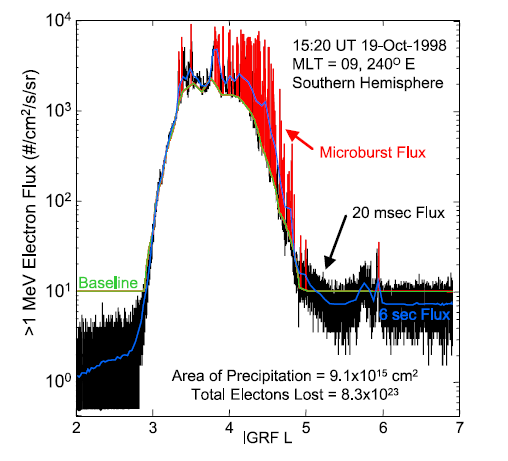 10⁴
15:20 UT 19-Oct-1998
MLT = 09, 240º E
Southern Hemisphere
10³
Microburst Flux
>1 MeV Electron Flux (#/cm²/s/sr)
10²
20 msec Flux
Baseline
10¹
6 sec Flux
Area of Precipitation = 9.1x10¹⁵ cm²
10⁰
Total Electons Lost = 8.3x10²³
2 3 4 5 6 7
IGRF L